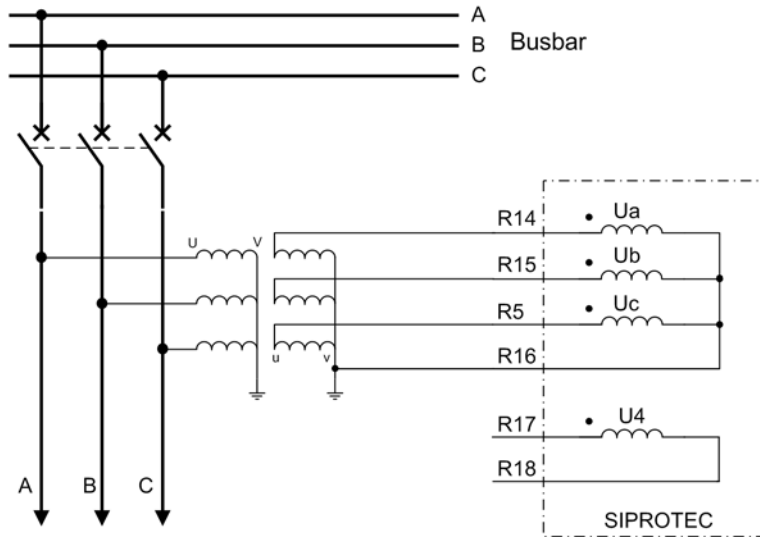 A
B
Busbar
C
U
V
R14
Ua
R15
Ub
R5
Uc
u
v
R16
R17
U4
R18
A
B
C
SIPROTEC